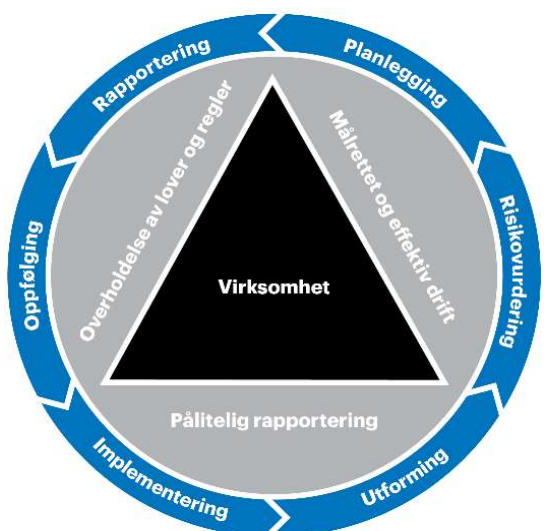 Planlegging
Risikovurdering
Utforming
Implementering
Oppfølging
Rapportering
Overholdelse av lover og regler
Målrettet og effektiv drift
Pålitelig rapportering
Virksomhet